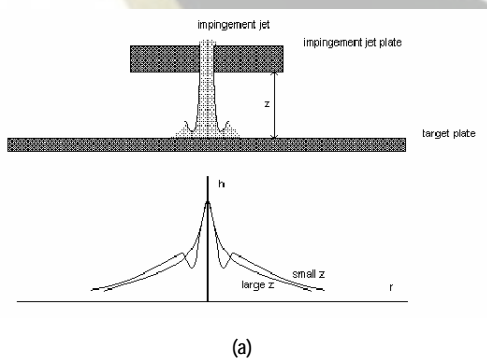 impingement jet
impingement jet plate
z
target plate
h
small z
large z
r
(a)